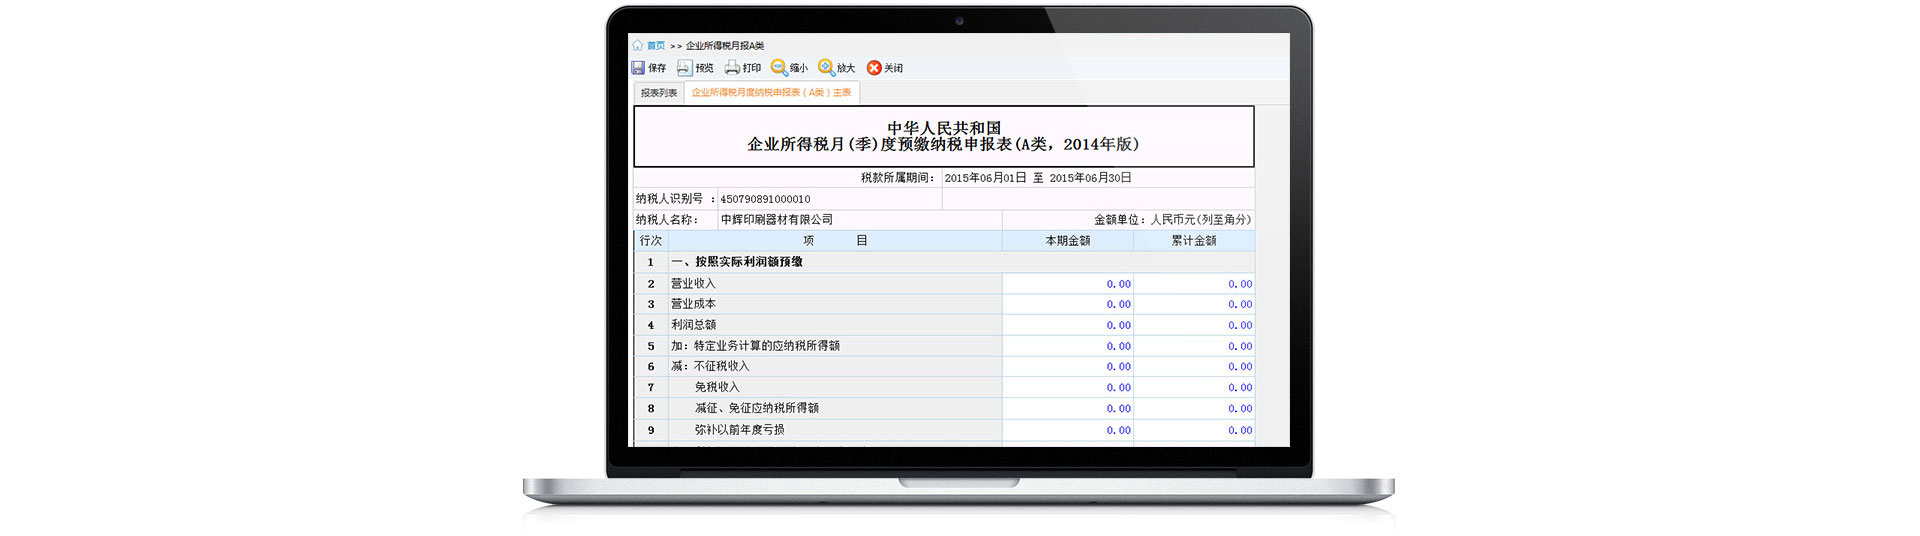 首页 >> 企业所得税月报A类
保存 预览 打印 缩小 放大 关闭
报表列表 企业所得税月度纳税申报表（A类）主表
中华人民共和国
企业所得税月(季)度预缴纳税申报表(A类，2014年版)
税款所属期间： 2015年06月01日 至 2015年06月30日
纳税人识别号 ：450790891000010
纳税人名称： 中辉印刷器材有限公司 金额单位：人民币元(列至角分)
行次 项 目 本期金额 累计金额
1 一、按照实际利润额预缴
2 营业收入 0.00 0.00
3 营业成本 0.00 0.00
4 利润总额 0.00 0.00
5 加：特定业务计算的应纳税所得额 0.00 0.00
6 减：不征税收入 0.00 0.00
7 免税收入 0.00 0.00
8 减征、免征应纳税所得额 0.00 0.00
9 弥补以前年度亏损 0.00 0.00